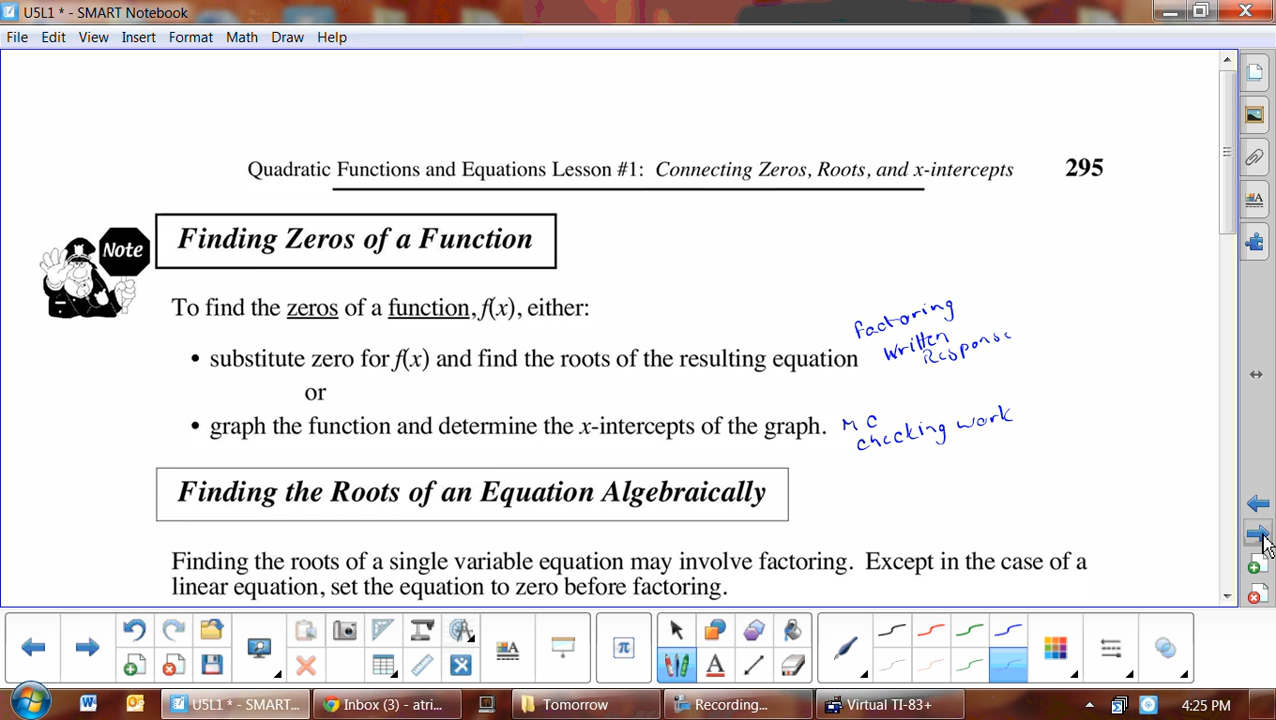 U5L1 * - SMART Notebook
File Edit View Insert Format Math Draw Help
Quadratic Functions and Equations Lesson #1: Connecting Zeros, Roots, and x-intercepts 295
Note
Finding Zeros of a Function
To find the zeros of a function, f(x), either:
• substitute zero for f(x) and find the roots of the resulting equation
factoring
Written
Response
or
• graph the function and determine the x-intercepts of the graph.
MC
checking work
Finding the Roots of an Equation Algebraically
Finding the roots of a single variable equation may involve factoring. Except in the case of a
linear equation, set the equation to zero before factoring.
π
A
U5L1 * - SMART... Inbox (3) - atri... Tomorrow Recording... Virtual TI-83+ 4:25 PM